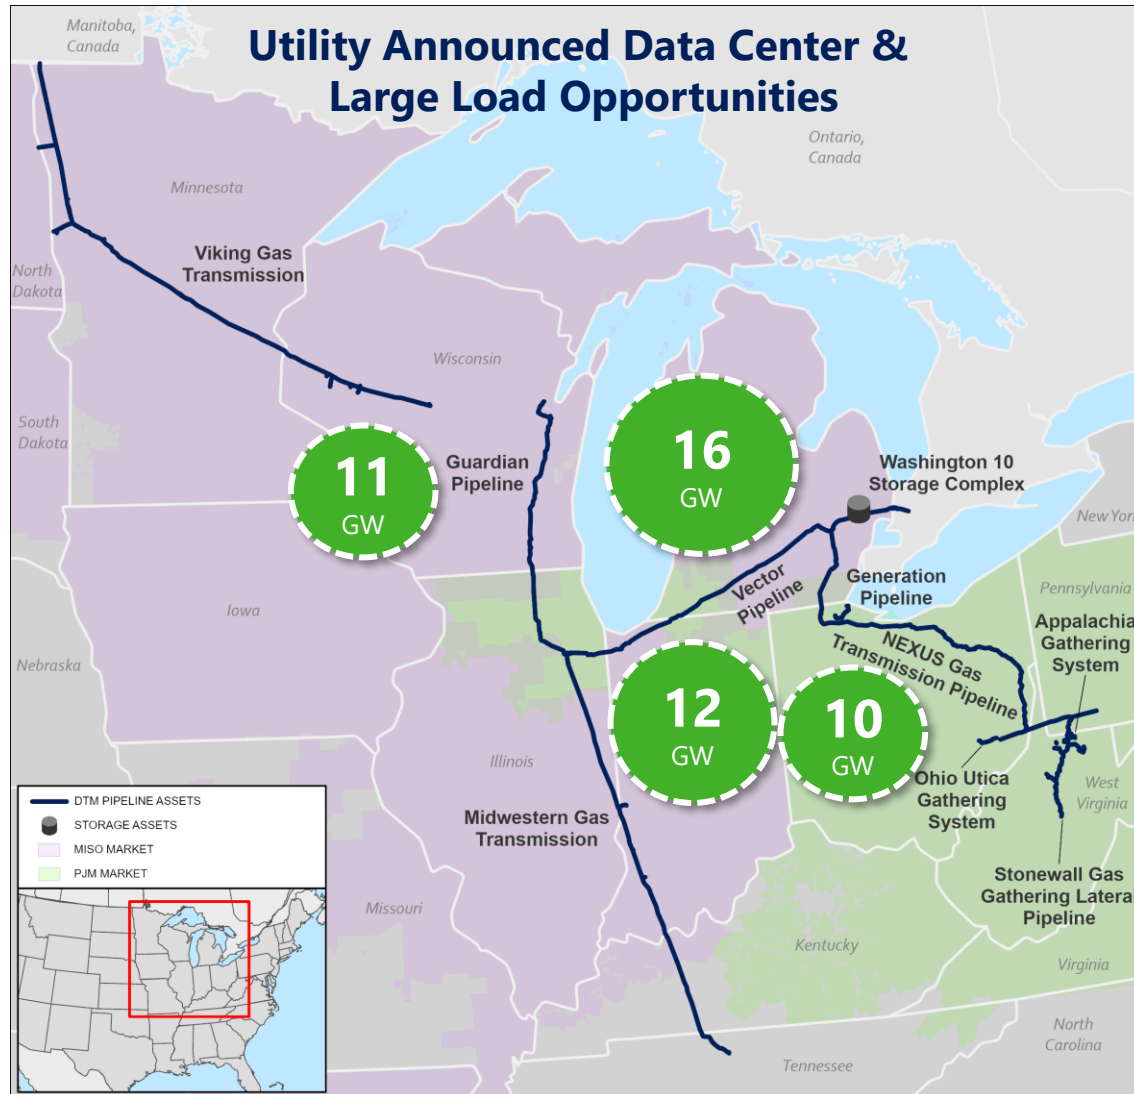 Utility Announced Data Center &
Large Load Opportunities
Manitoba,
Canada
Ontario,
Canada
Minnesota
Viking Gas
Transmission
North
Dakota
Wisconsin
South
Dakota
11
GW
Guardian
Pipeline
16
GW
Washington 10
Storage Complex
New York
Vector
Pipeline
Generation
Pipeline
Pennsylvania
Iowa
Appalachia
Gathering
System
NEXUS Gas
Transmission Pipeline
Nebraska
12
GW
10
GW
Illinois
Ohio Utica
Gathering
System
West
Virginia
Midwestern Gas
Transmission
DTM PIPELINE ASSETS
STORAGE ASSETS
MISO MARKET
PJM MARKET
Stonewall Gas
Gathering Lateral
Pipeline
Missouri
Kentucky
Virginia
North
Carolina
Tennessee